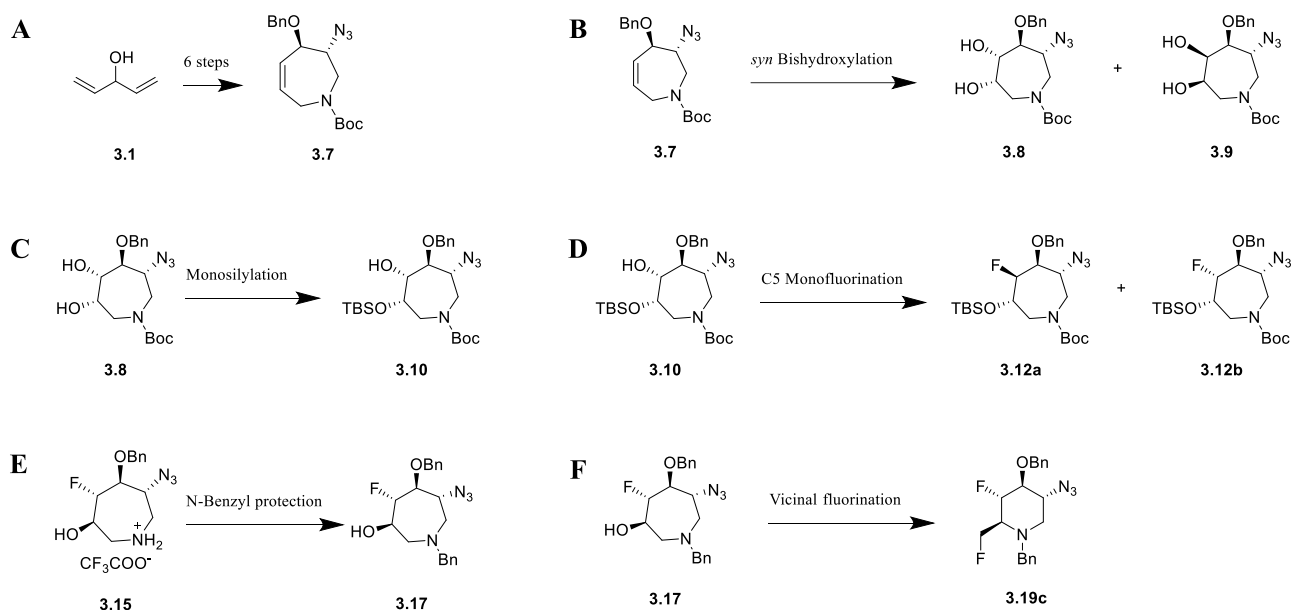 A
OH
6 steps
BnO
N3
N
Boc
3.1
3.7
B
BnO
N3
N
Boc
syn Bishydroxylation
OBn
HO
N3
HO
N
Boc
+
OBn
HO
N3
HO
N
Boc
3.7
3.8
3.9
C
OBn
HO
N3
HO
N
Boc
Monosilylation
OBn
HO
N3
TBSO
N
Boc
3.8
3.10
D
OBn
HO
N3
TBSO
N
Boc
C5 Monofluorination
OBn
F
N3
TBSO
N
Boc
+
OBn
F
N3
TBSO
N
Boc
3.10
3.12a
3.12b
E
OBn
F
N3
HO
+
NH2
CF3COO-
N-Benzyl protection
OBn
F
N3
HO
N
Bn
3.15
3.17
F
OBn
F
N3
HO
N
Bn
Vicinal fluorination
OBn
F
N3
N
F
Bn
3.17
3.19c